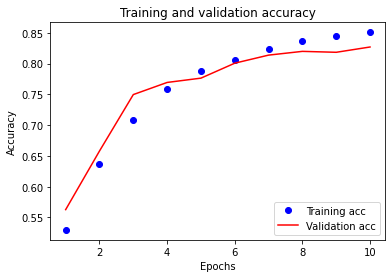 Training and validation accuracy
Accuracy
0.85
0.80
0.75
0.70
0.65
0.60
0.55
Training acc
Validation acc
2 4 6 8 10
Epochs